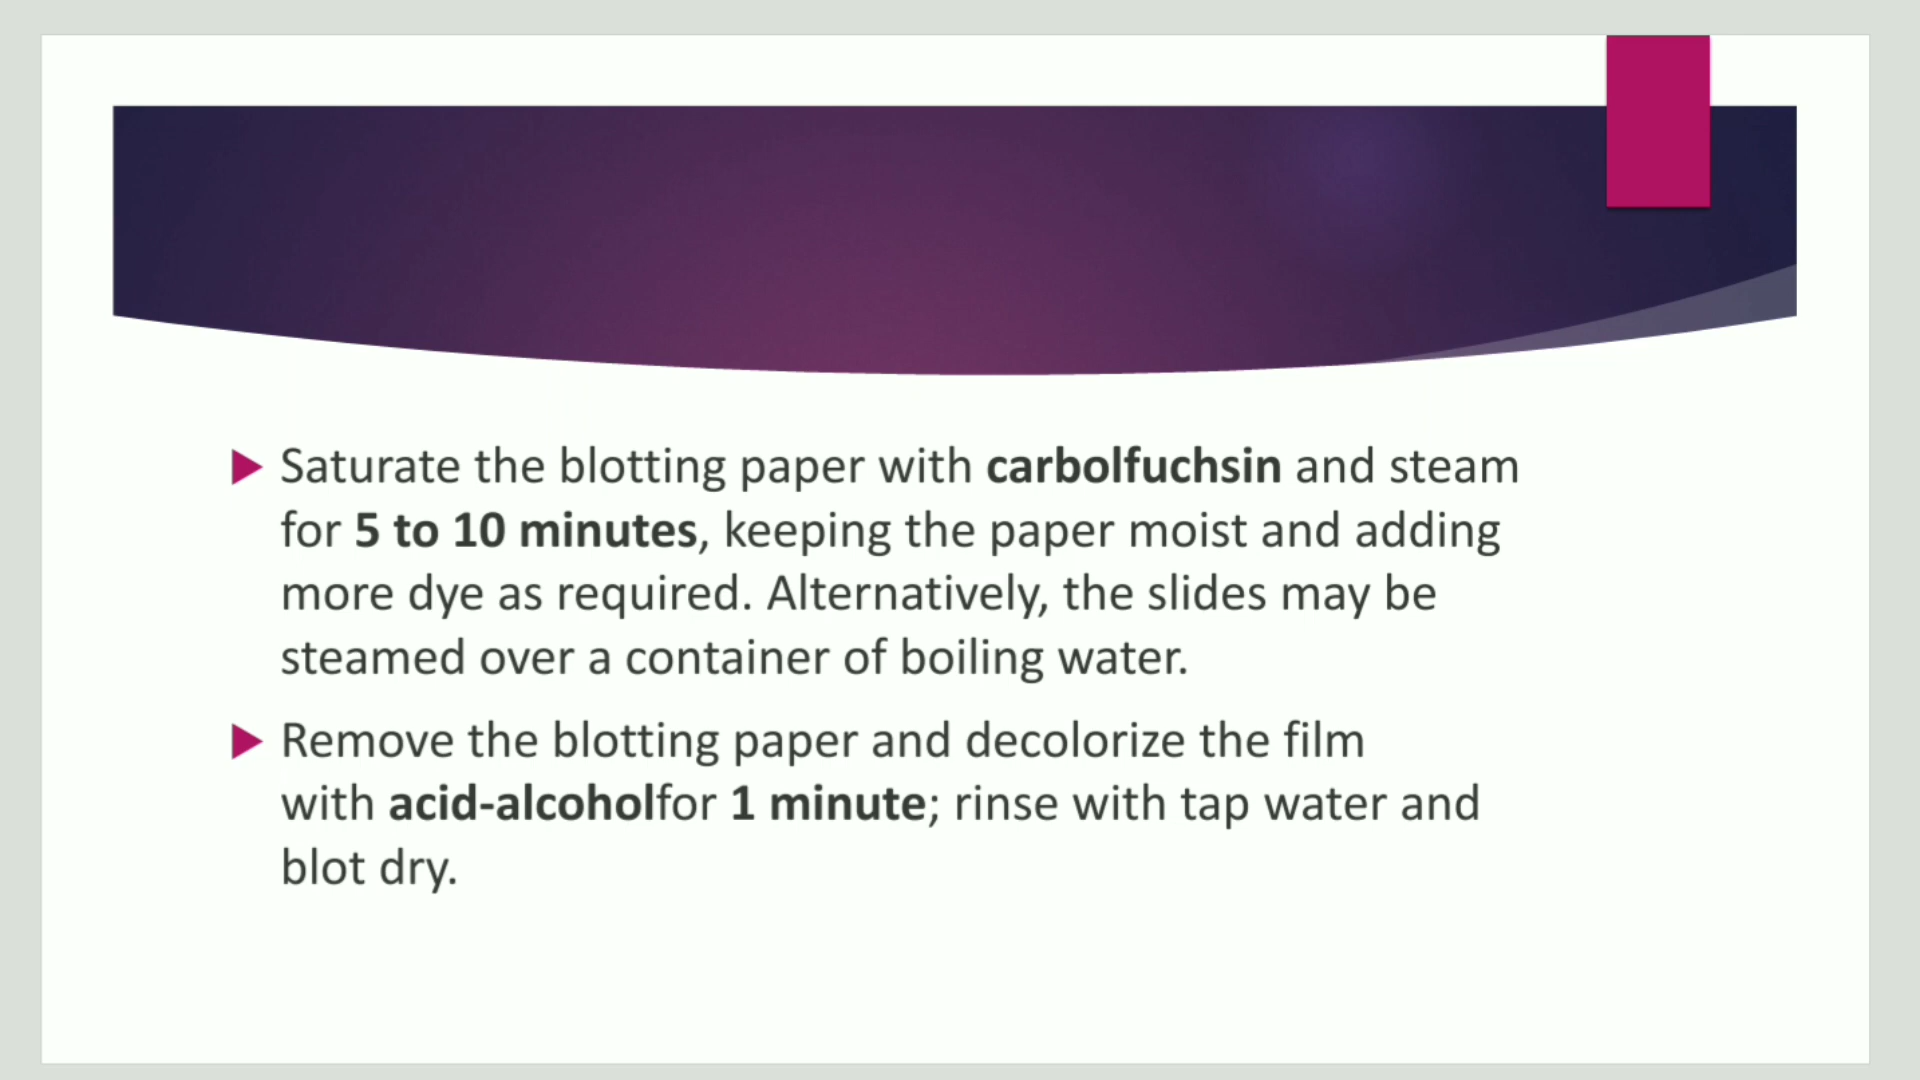 Saturate the blotting paper with carbolfuchsin and steam
for 5 to 10 minutes, keeping the paper moist and adding
more dye as required. Alternatively, the slides may be
steamed over a container of boiling water.
Remove the blotting paper and decolorize the film
with acid-alcoholfor 1 minute; rinse with tap water and
blot dry.